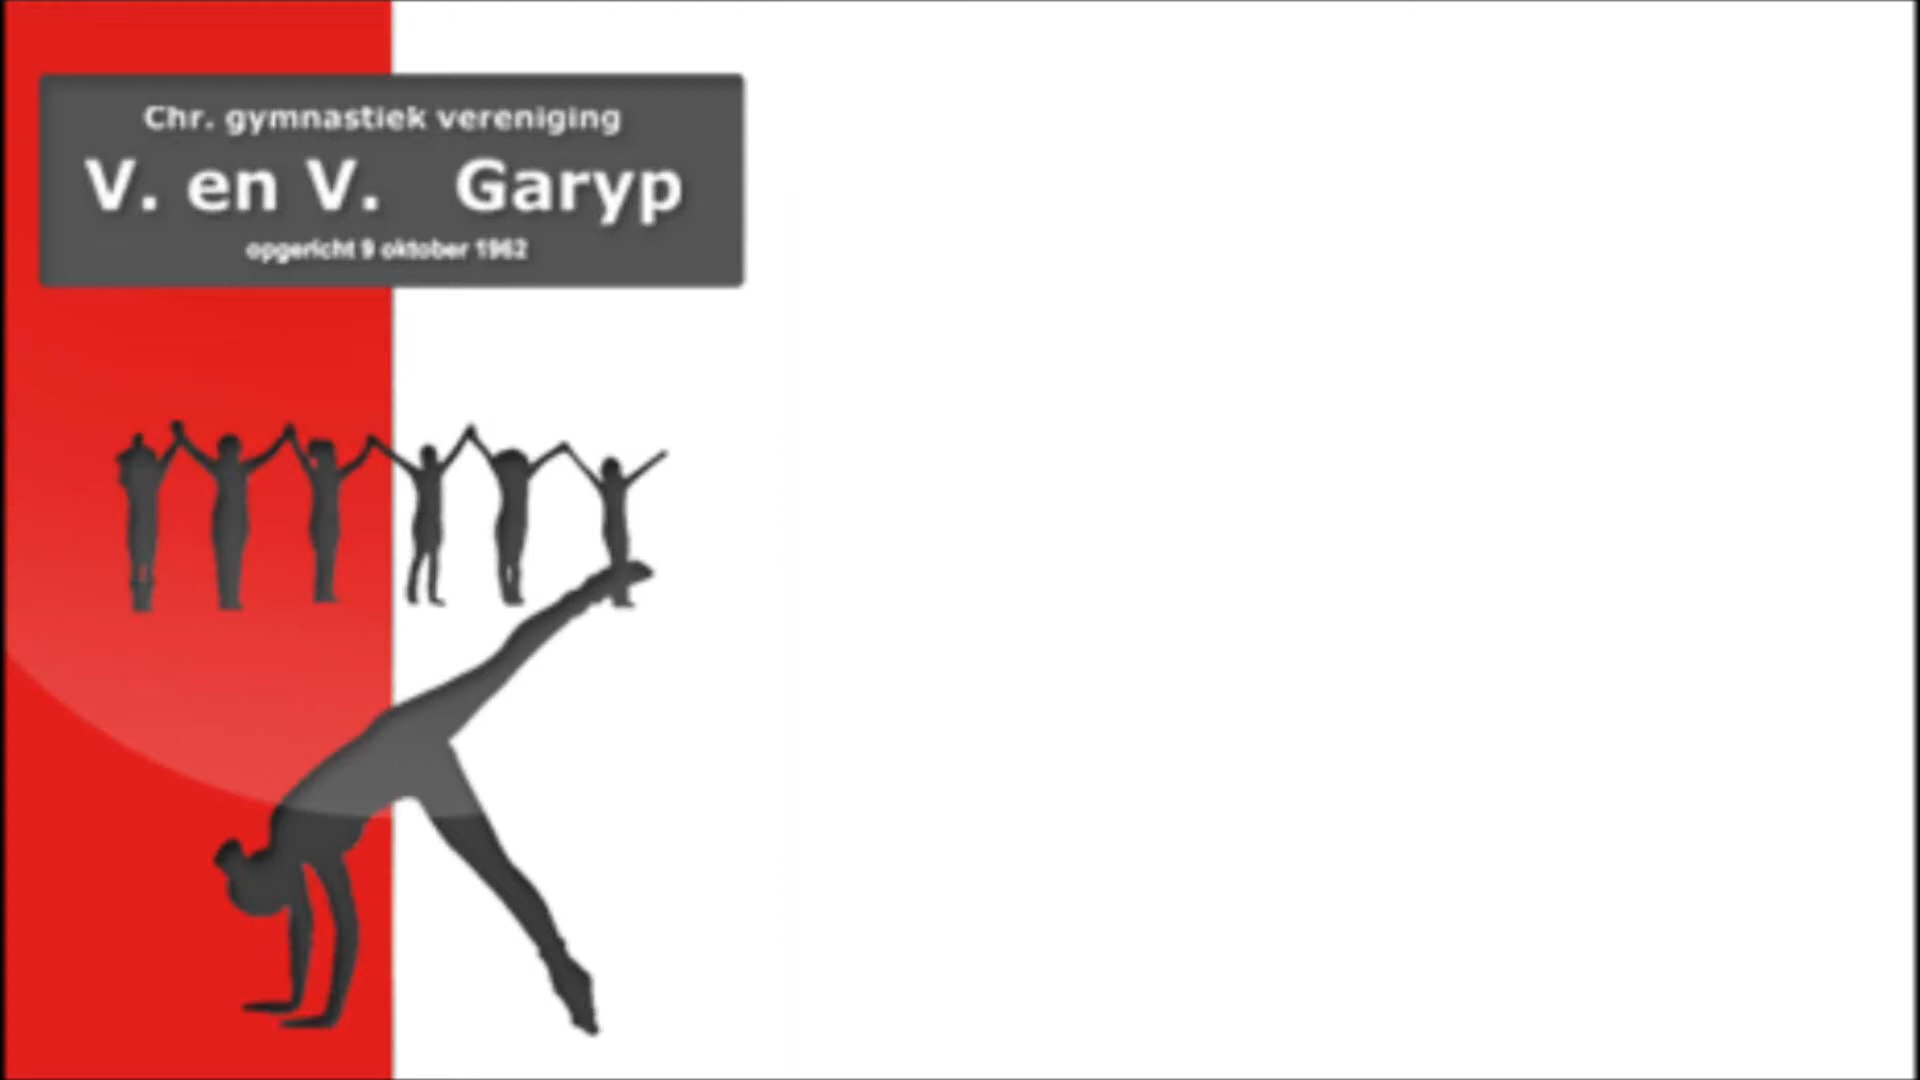 Chr. gymnastiek vereniging
V. en V. Garyp
opgericht 9 oktober 1962